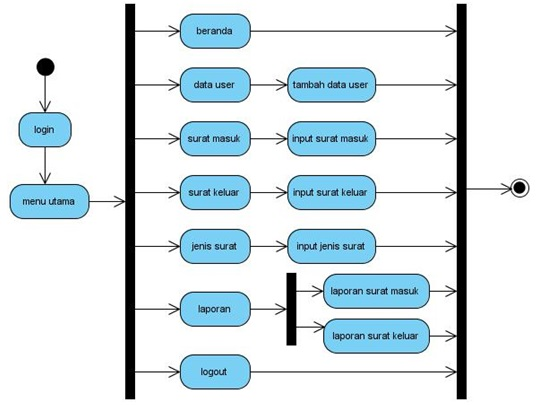 beranda
data user
tambah data user
login
surat masuk
input surat masuk
menu utama
surat keluar
input surat keluar
jenis surat
input jenis surat
laporan
laporan surat masuk
laporan surat keluar
logout